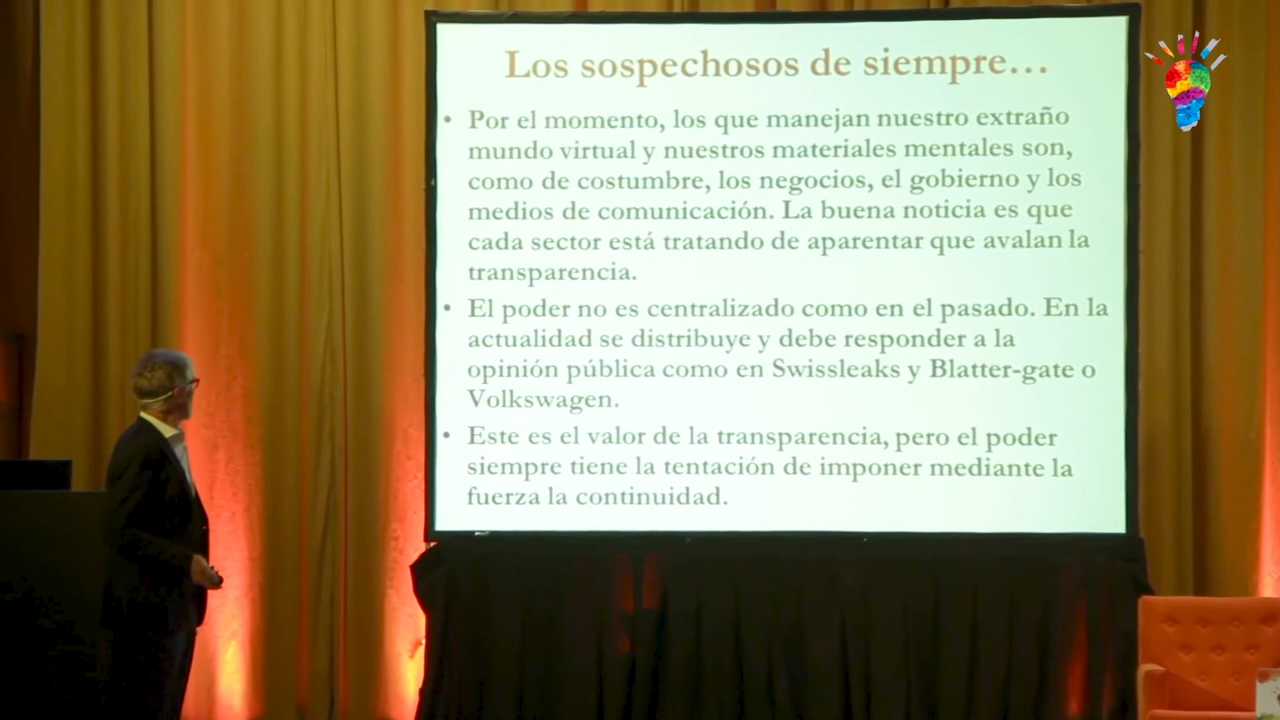 Los sospechosos de siempre...
• Por el momento, los que manejan nuestro extraño
mundo virtual y nuestros materiales mentales son,
como de costumbre, los negocios, el gobierno y los
medios de comunicación. La buena noticia es que
cada sector está tratando de aparentar que avalan la
transparencia.
• El poder no es centralizado como en el pasado. En la
actualidad se distribuye y debe responder a la
opinión pública como en Swissleaks y Blatter-gate o
Volkswagen.
• Este es el valor de la transparencia, pero el poder
siempre tiene la tentación de imponer mediante la
fuerza la continuidad.